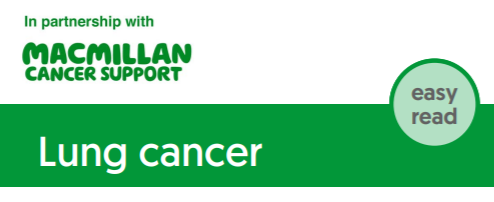 In partnership with
MACMILLAN
CANCER SUPPORT
easy
read
Lung cancer